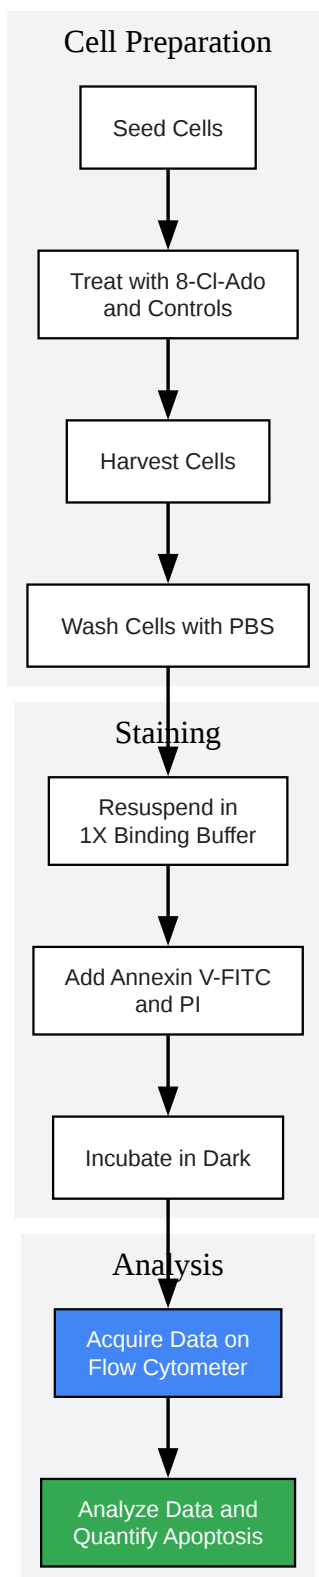 Cell Preparation
Seed Cells
Treat with 8-Cl-Ado
and Controls
Harvest Cells
Wash Cells with PBS
Staining
Resuspend in
1X Binding Buffer
Add Annexin V-FITC
and PI
Incubate in Dark
Analysis
Acquire Data on
Flow Cytometer
Analyze Data and
Quantify Apoptosis